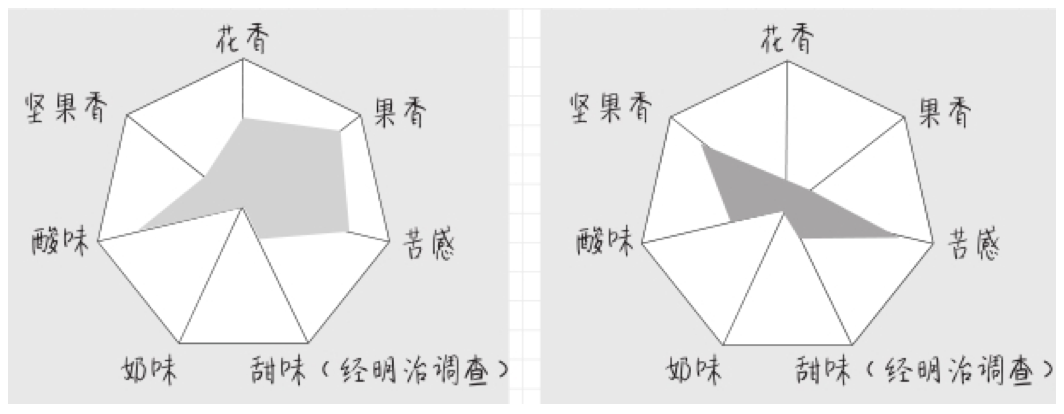 花香
坚果香
果香
酸味
苦感
奶味
甜味（经明治调查）
花香
坚果香
果香
酸味
苦感
奶味
甜味（经明治调查）